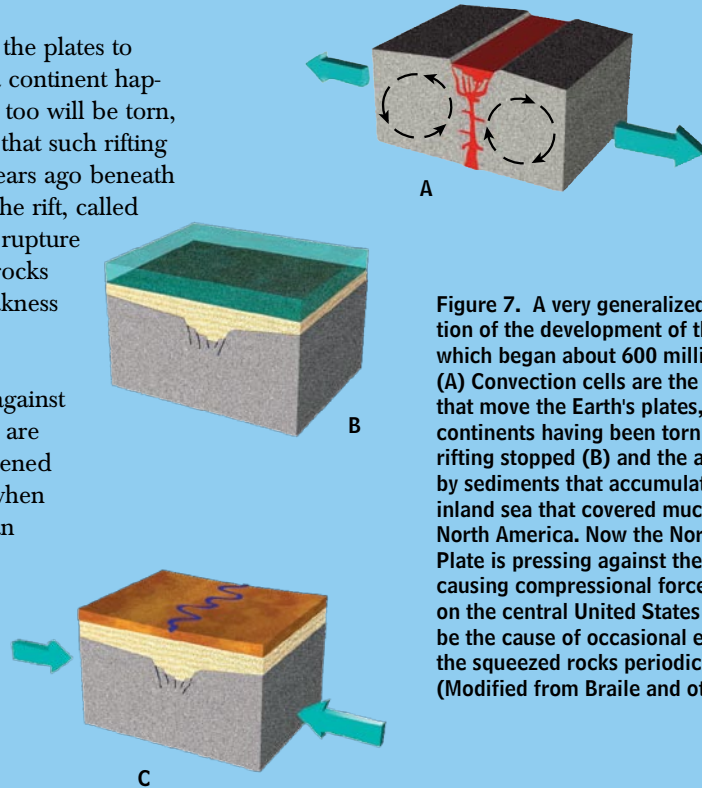 the plates to
continent hap-
too will be torn,
that such rifting
ears ago beneath
he rift, called
rupture
rocks
akness
against
are
ened
when
an
A
B
C
Figure 7. A very generalized
tion of the development of th
which began about 600 milli
(A) Convection cells are the
that move the Earth's plates,
continents having been torn
rifting stopped (B) and the a
by sediments that accumulat
inland sea that covered muc
North America. Now the Nor
Plate is pressing against the
causing compressional force
on the central United States
be the cause of occasional e
the squeezed rocks periodic
(Modified from Braile and ot